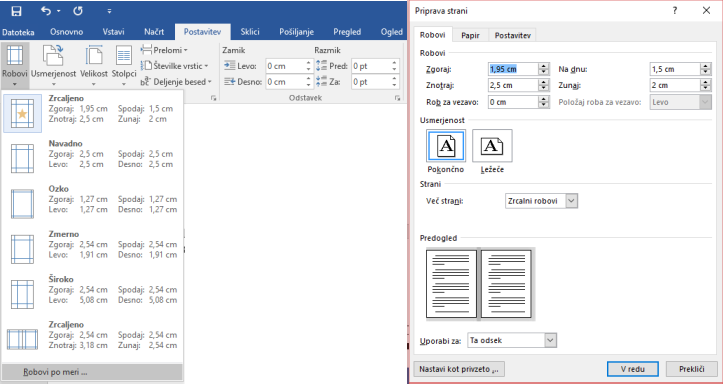 Datoteka Osnovno Vstavi Načrt Postavitev Sklici Pošiljanje Pregled Ogled
Robovi Usmerjenost Velikost Stolpci
Prelomi
Številke vrstic
Deljenje besed
Zamik Razmik
Levo: 0 cm Pred: 0 pt
Desno: 0 cm Za: 0 pt
Odstavek
Zrcaljeno
Zgoraj: 1,95 cm Spodaj: 1,5 cm
Znotraj: 2,5 cm Zunaj: 2 cm
Navadno
Zgoraj: 2,5 cm Spodaj: 2,5 cm
Levo: 2,5 cm Desno: 2,5 cm
Ozko
Zgoraj: 1,27 cm Spodaj: 1,27 cm
Levo: 1,27 cm Desno: 1,27 cm
Zmerno
Zgoraj: 2,54 cm Spodaj: 2,54 cm
Levo: 1,91 cm Desno: 1,91 cm
Široko
Zgoraj: 2,54 cm Spodaj: 2,54 cm
Levo: 5,08 cm Desno: 5,08 cm
Zrcaljeno
Zgoraj: 2,54 cm Spodaj: 2,54 cm
Znotraj: 3,18 cm Zunaj: 2,54 cm
Robovi po meri ...
Priprava strani ? ×
Robovi Papir Postavitev
Robovi
Zgoraj: 1,95 cm Na dnu: 1,5 cm
Znotraj: 2,5 cm Zunaj: 2 cm
Rob za vezavo: 0 cm Položaj roba za vezavo: Levo
Usmerjenost
A A
Pokončno Ležeče
Strani
Več strani: Zrcalni robovi
Predogled
Uporabi za: Ta odsek
Nastavi kot privzeto ... V redu Prekliči